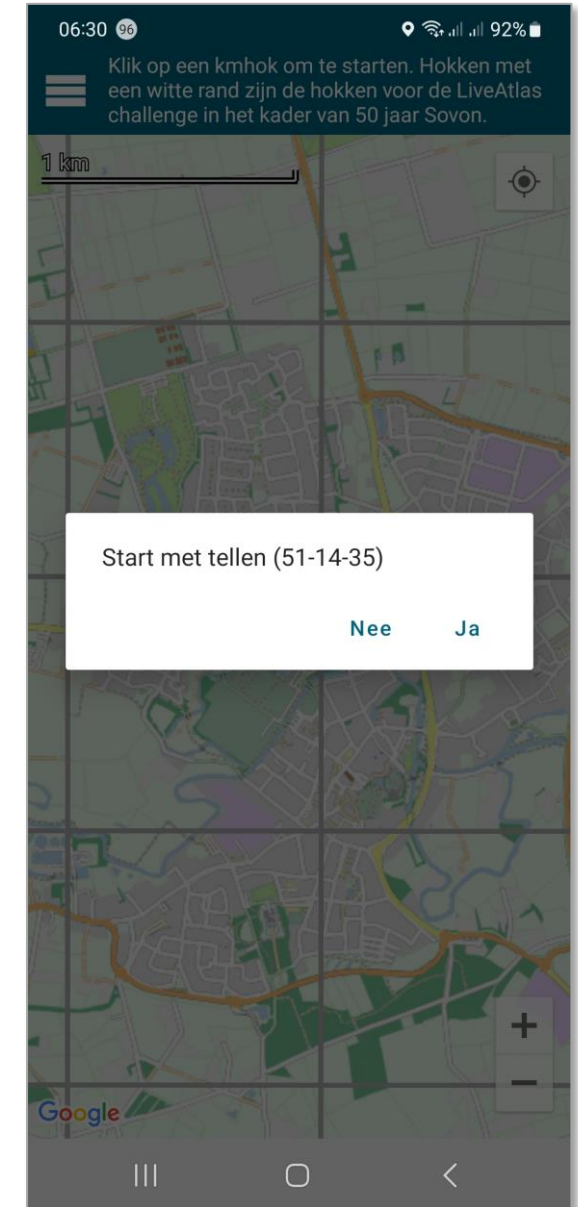 06:30 96 92%
Klik op een kmhok om te starten. Hokken met
een witte rand zijn de hokken voor de LiveAtlas
challenge in het kader van 50 jaar Sovon.
1 km
Start met tellen (51-14-35)
Nee Ja
+
−
Google